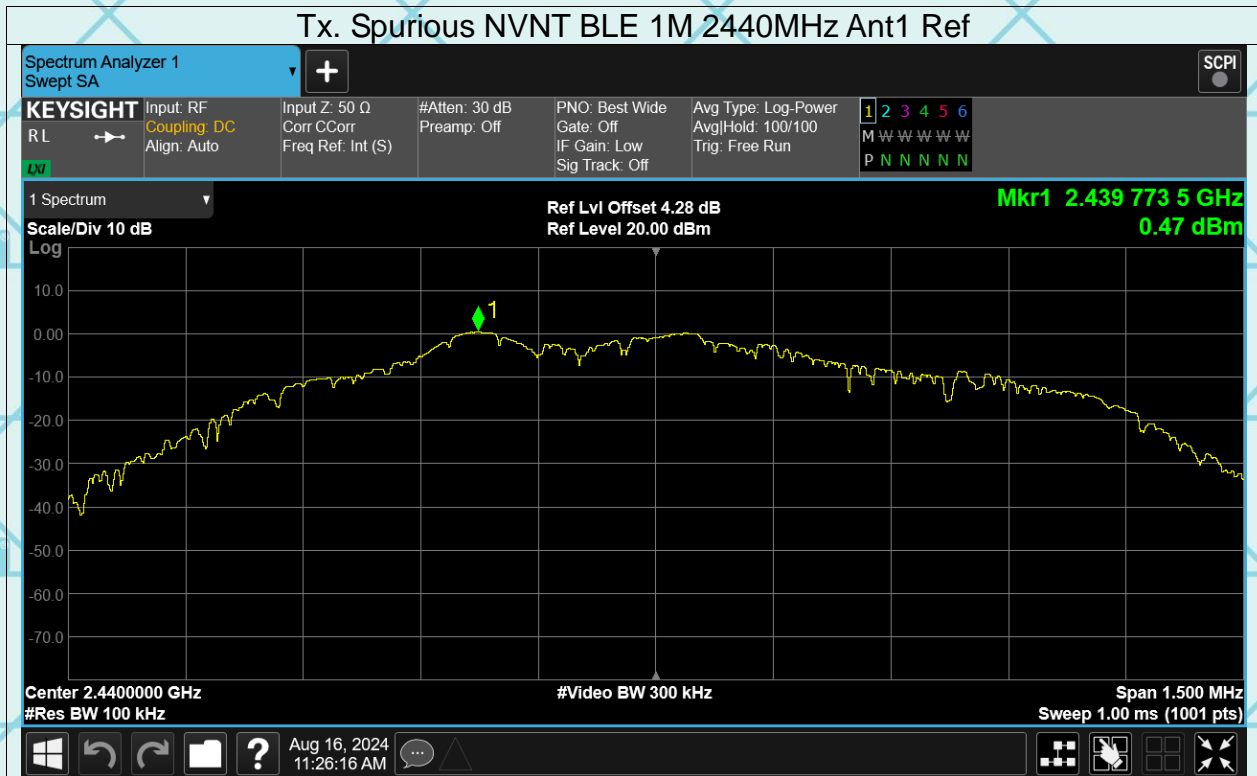 Tx. Spurious NVNT BLE 1M 2440MHz Ant1 Ref
Spectrum Analyzer 1
Swept SA
+
SCPI
KEYSIGHT
R L
LXI
Input: RF
Coupling: DC
Align: Auto
Input Z: 50 Ω
Corr CCorr
Freq Ref: Int (S)
#Atten: 30 dB
Preamp: Off
PNO: Best Wide
Gate: Off
IF Gain: Low
Sig Track: Off
Avg Type: Log-Power
Avg|Hold: 100/100
Trig: Free Run
1 2 3 4 5 6
M W W W W W
P N N N N N
1 Spectrum
Scale/Div 10 dB
Ref Lvl Offset 4.28 dB
Ref Level 20.00 dBm
Mkr1 2.439 773 5 GHz
0.47 dBm
Log
10.0
0.00
-10.0
-20.0
-30.0
-40.0
-50.0
-60.0
-70.0
1
Center 2.4400000 GHz
#Res BW 100 kHz
#Video BW 300 kHz
Span 1.500 MHz
Sweep 1.00 ms (1001 pts)
?
Aug 16, 2024
11:26:16 AM